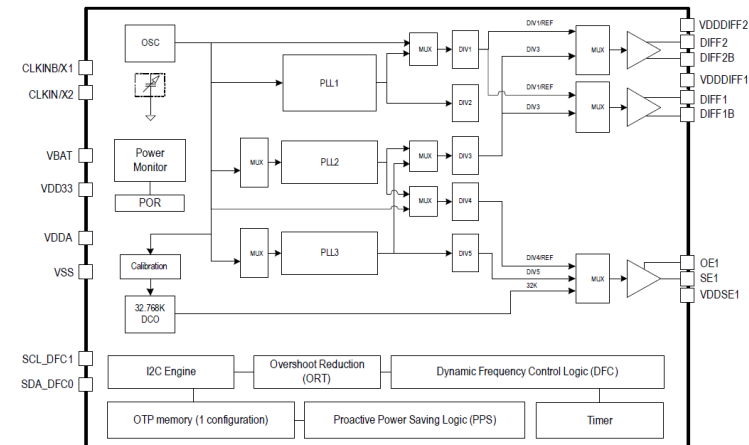 VDDDIFF2
OSC
DIV1/REF
MUX
DIV1
MUX
DIFF2
DIV3
DIFF2B
CLKINB/X1
PLL1
VDDDIFF1
CLKIN/X2
DIV1/REF
DIV2
DIV3
MUX
DIFF1
DIFF1B
VBAT
Power
Monitor
MUX
PLL2
MUX
DIV3
VDD33
POR
MUX
DIV4
VDDA
MUX
PLL3
DIV5
VSS
Calibration
DIV4/REF
DIV5
32K
MUX
OE1
SE1
VDDSE1
32.768K
DCO
SCL_DFC1
SDA_DFC0
I2C Engine
Overshoot Reduction
(ORT)
Dynamic Frequency Control Logic (DFC)
OTP memory (1 configuration)
Proactive Power Saving Logic (PPS)
Timer